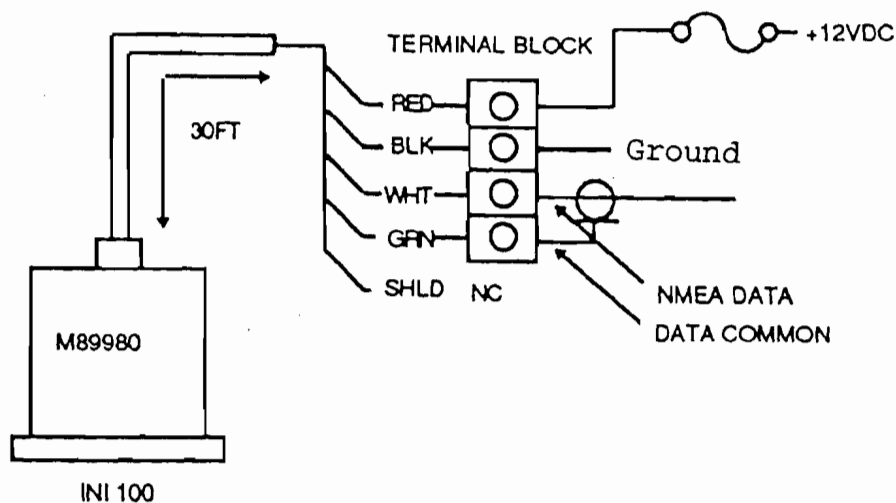 TERMINAL BLOCK
+12VDC
RED
30FT
BLK
Ground
WHT
GRN
SHLD NC
NMEA DATA
DATA COMMON
M89980
INI 100